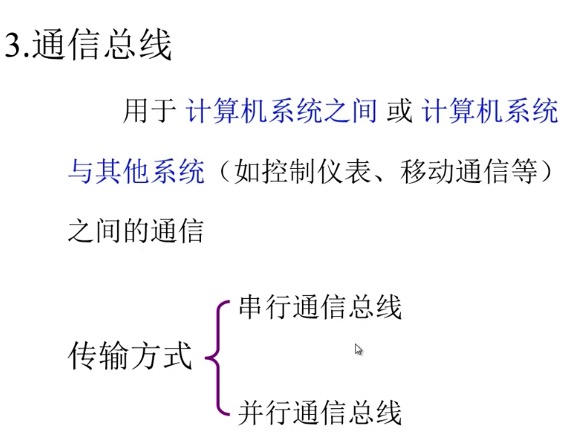 3.通信总线
用于 计算机系统之间 或 计算机系统
与其他系统（如控制仪表、移动通信等）
之间的通信
串行通信总线
传输方式
并行通信总线